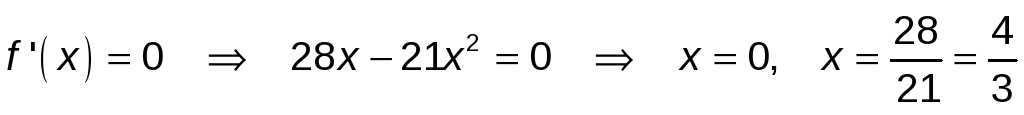 f '(x) = 0 ⇒ 28x − 21x² = 0 ⇒ x = 0, x = 28/21 = 4/3